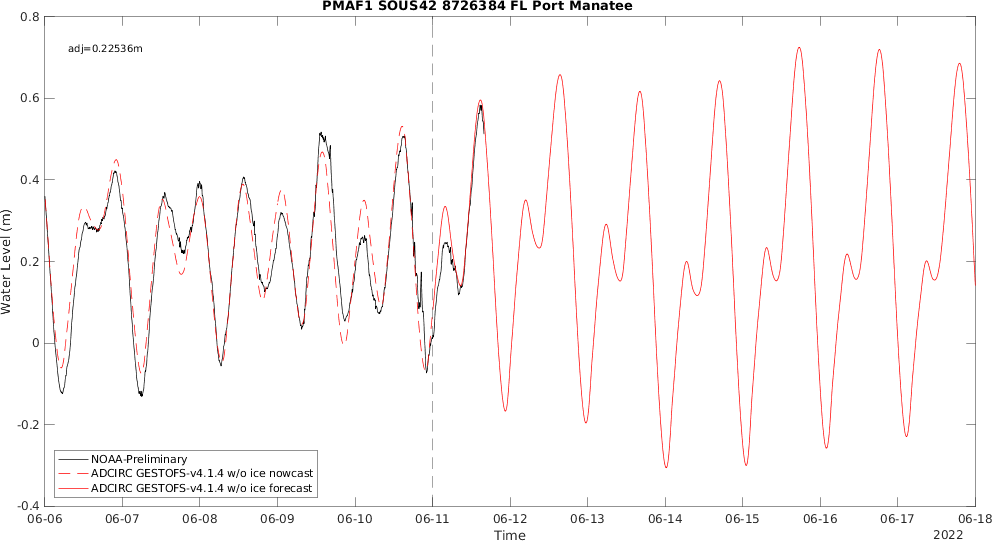 PMAF1 SOUS42 8726384 FL Port Manatee
adj=0.22536m
0.8
0.6
0.4
0.2
0
-0.2
-0.4
Water Level (m)
NOAA-Preliminary
ADCIRC GESTOFS-v4.1.4 w/o ice nowcast
ADCIRC GESTOFS-v4.1.4 w/o ice forecast
06-06 06-07 06-08 06-09 06-10 06-11 06-12 06-13 06-14 06-15 06-16 06-17 06-18
Time
2022